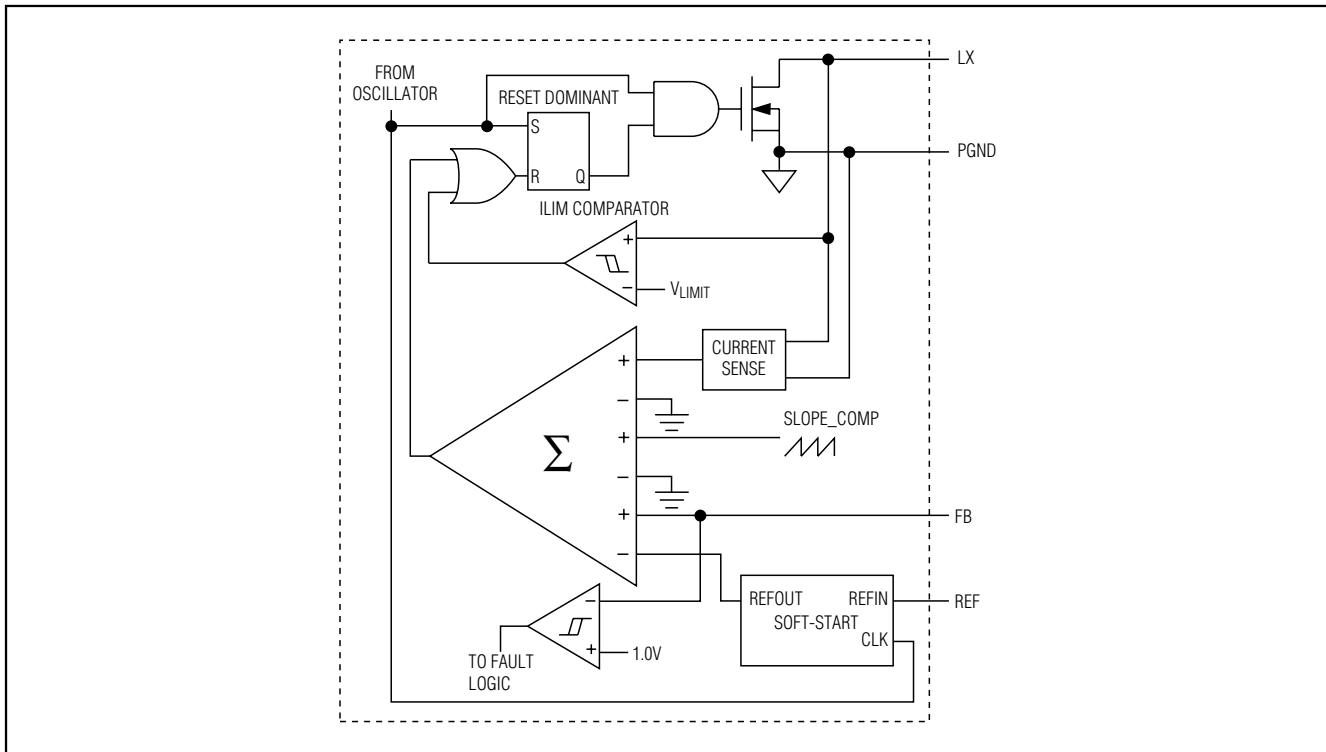 FROM
OSCILLATOR
RESET DOMINANT
LX
S
R Q
PGND
ILIM COMPARATOR
+
−
VLIMIT
CURRENT
SENSE
+
−
+
−
+
−
Σ
SLOPE_COMP
FB
REFOUT REFIN
SOFT-START
CLK
REF
−
+
1.0V
TO FAULT
LOGIC